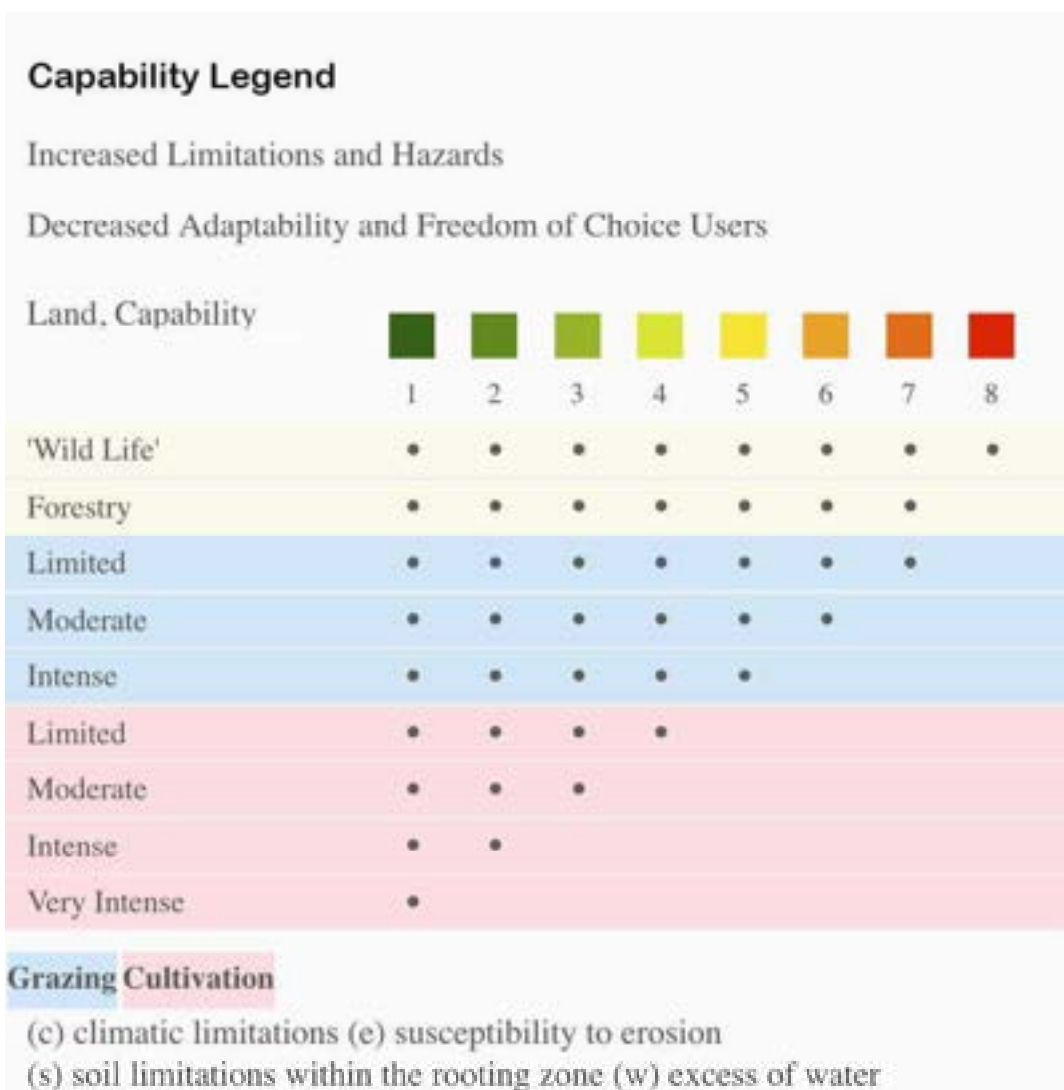 Capability Legend
Increased Limitations and Hazards
Decreased Adaptability and Freedom of Choice Users
Land, Capability
1 2 3 4 5 6 7 8
'Wild Life' • • • • • • • •
Forestry • • • • • • •
Limited • • • • • • •
Moderate • • • • • •
Intense • • • • •
Limited • • • •
Moderate • • •
Intense • •
Very Intense •
Grazing Cultivation
(c) climatic limitations (e) susceptibility to erosion
(s) soil limitations within the rooting zone (w) excess of water